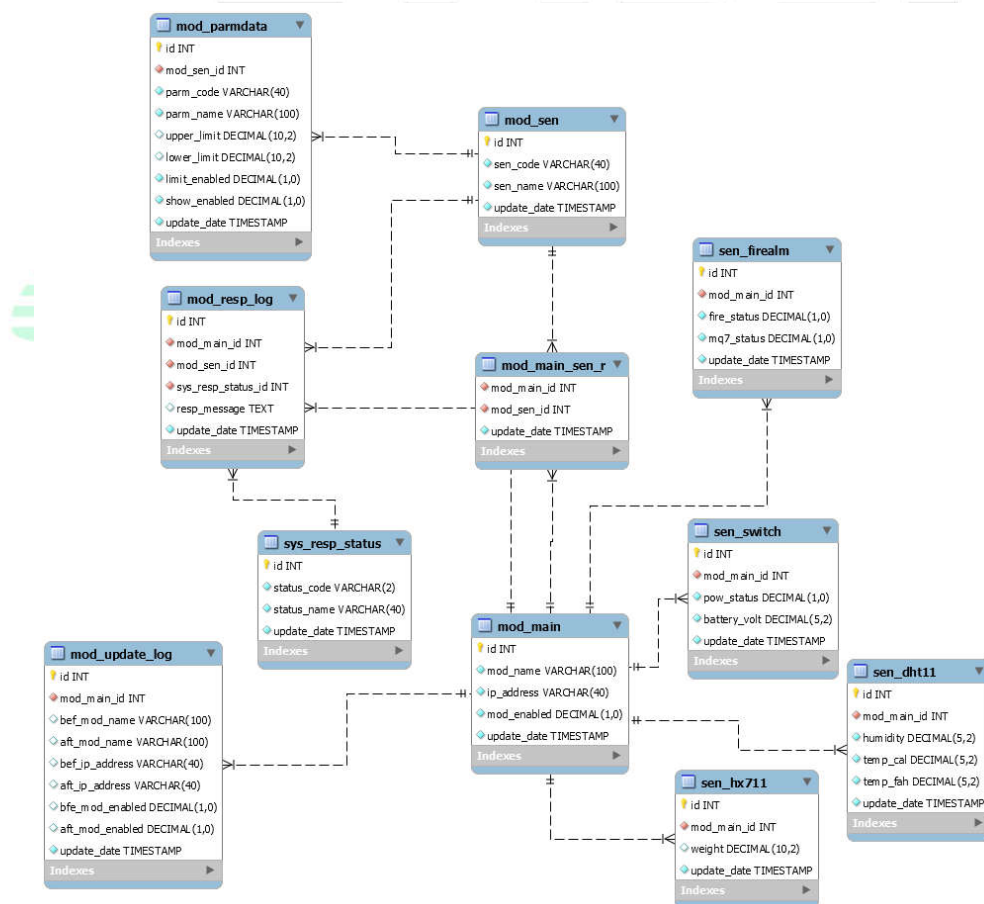 mod_parmdata
id INT
mod_sen_id INT
parm_code VARCHAR(40)
parm_name VARCHAR(100)
upper_limit DECIMAL(10,2)
lower_limit DECIMAL(10,2)
limit_enabled DECIMAL(1,0)
show_enabled DECIMAL(1,0)
update_date TIMESTAMP
Indexes
mod_sen
id INT
sen_code VARCHAR(40)
sen_name VARCHAR(100)
update_date TIMESTAMP
Indexes
sen_firealm
id INT
mod_main_id INT
fire_status DECIMAL(1,0)
mq7_status DECIMAL(1,0)
update_date TIMESTAMP
Indexes
mod_resp_log
id INT
mod_main_id INT
mod_sen_id INT
sys_resp_status_id INT
resp_message TEXT
update_date TIMESTAMP
Indexes
mod_main_sen_r
mod_main_id INT
mod_sen_id INT
update_date TIMESTAMP
Indexes
sys_resp_status
id INT
status_code VARCHAR(2)
status_name VARCHAR(40)
update_date TIMESTAMP
Indexes
sen_switch
id INT
mod_main_id INT
pow_status DECIMAL(1,0)
battery_volt DECIMAL(5,2)
update_date TIMESTAMP
Indexes
mod_main
id INT
mod_name VARCHAR(100)
ip_address VARCHAR(40)
mod_enabled DECIMAL(1,0)
update_date TIMESTAMP
Indexes
mod_update_log
id INT
mod_main_id INT
bef_mod_name VARCHAR(100)
aft_mod_name VARCHAR(100)
bef_ip_address VARCHAR(40)
aft_ip_address VARCHAR(40)
bfe_mod_enabled DECIMAL(1,0)
aft_mod_enabled DECIMAL(1,0)
update_date TIMESTAMP
Indexes
sen_dht11
id INT
mod_main_id INT
humidity DECIMAL(5,2)
temp_cal DECIMAL(5,2)
temp_fah DECIMAL(5,2)
update_date TIMESTAMP
Indexes
sen_hx711
id INT
mod_main_id INT
weight DECIMAL(10,2)
update_date TIMESTAMP
Indexes